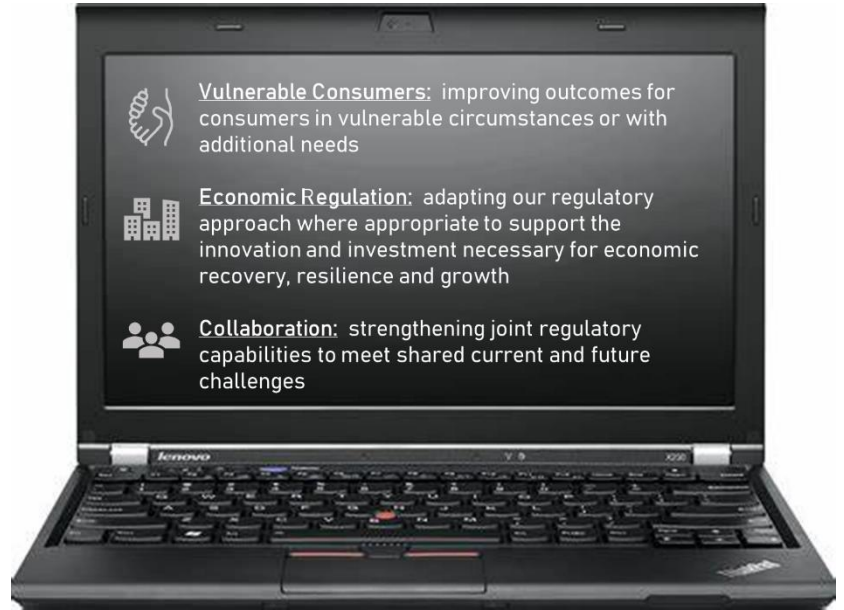 Vulnerable Consumers: improving outcomes for
consumers in vulnerable circumstances or with
additional needs
Economic Regulation: adapting our regulatory
approach where appropriate to support the
innovation and investment necessary for economic
recovery, resilience and growth
Collaboration: strengthening joint regulatory
capabilities to meet shared current and future
challenges
lenovo
X230
ThinkPad